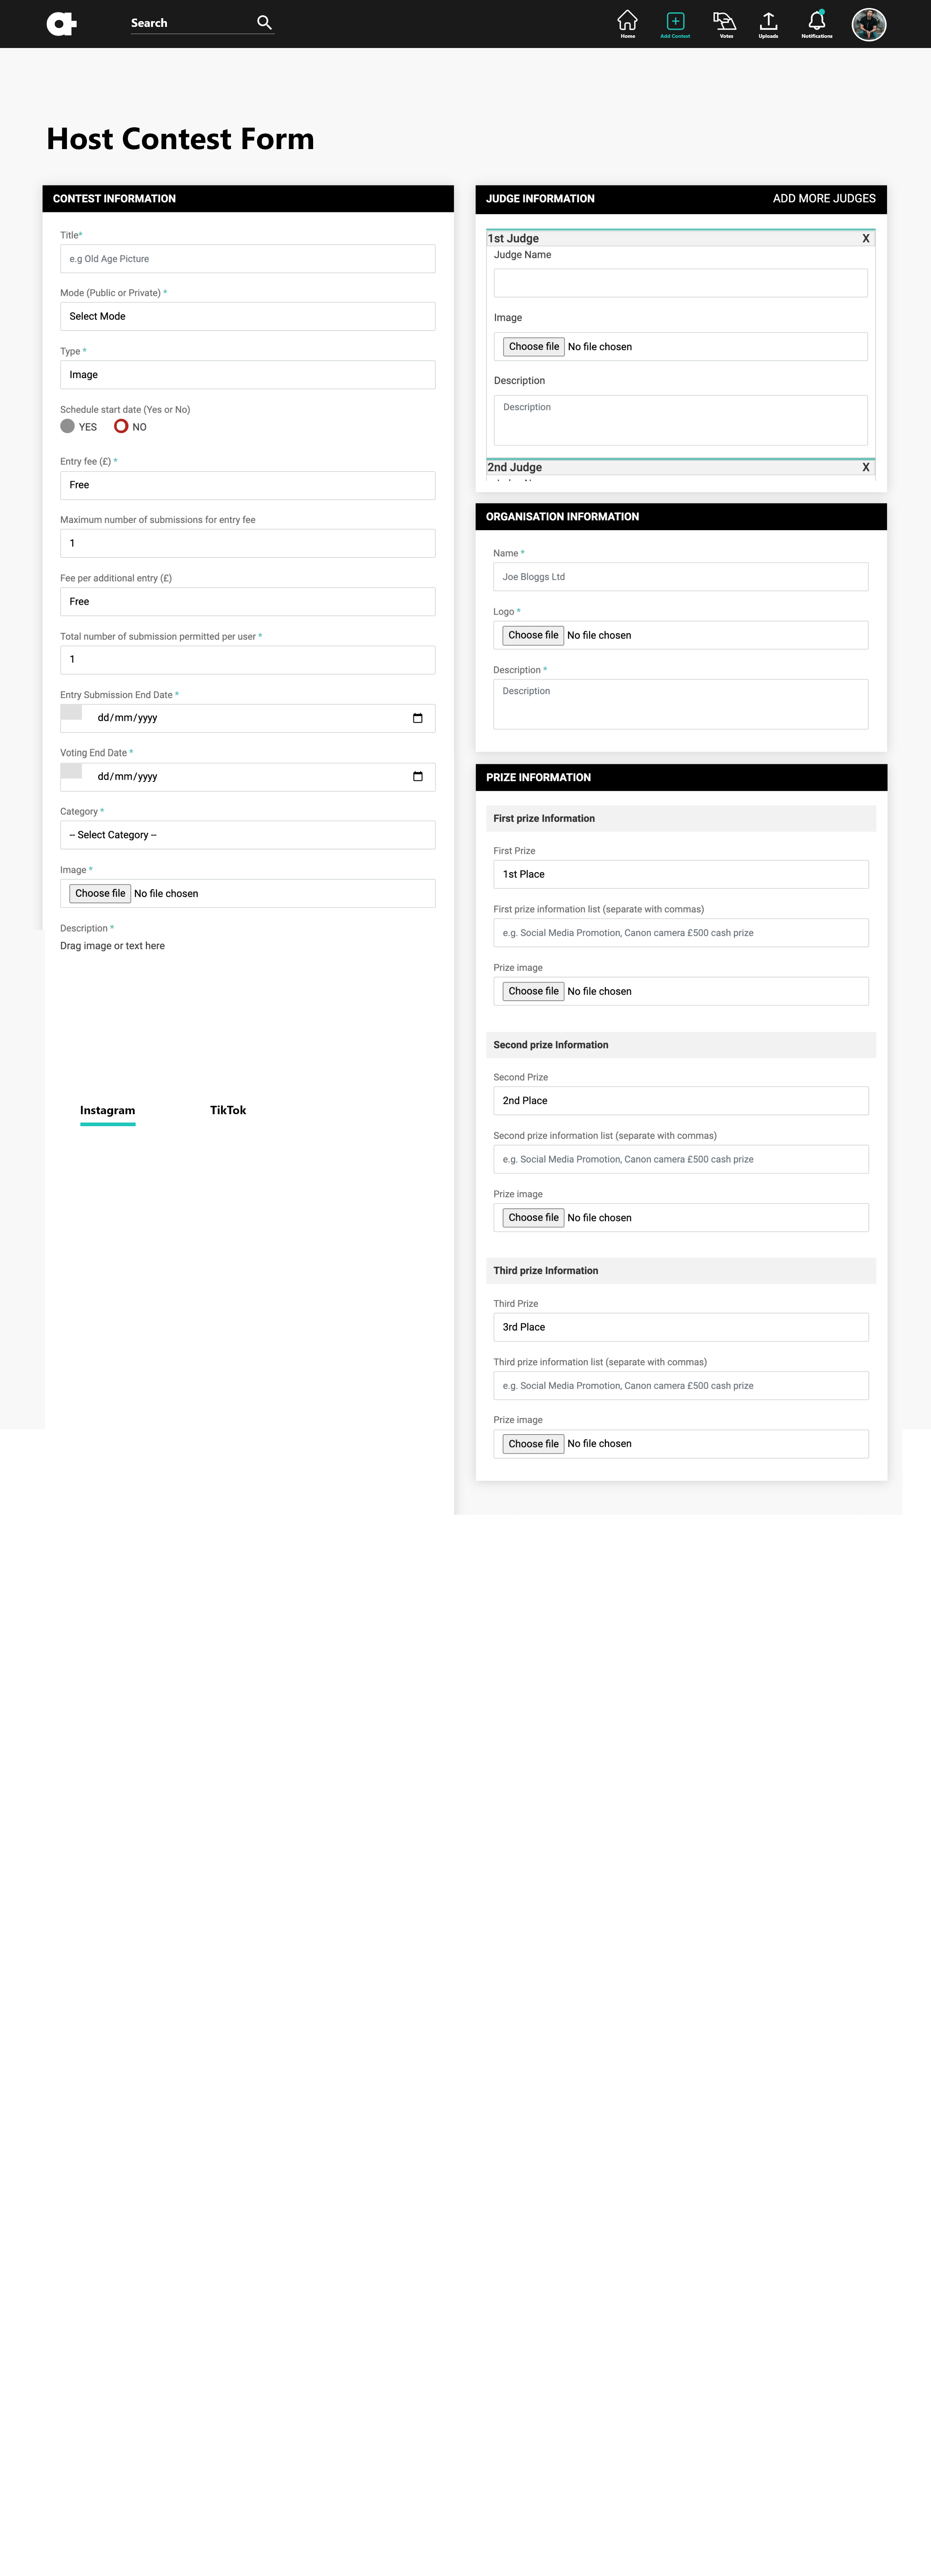 Search
Home
Add Contest
Votes
Uploads
Notifications
Host Contest Form
CONTEST INFORMATION
Title*
e.g Old Age Picture
Mode (Public or Private) *
Select Mode
Type *
Image
Schedule start date (Yes or No)
YES
NO
Entry fee (£) *
Free
Maximum number of submissions for entry fee
1
Fee per additional entry (£)
Free
Total number of submission permitted per user *
1
Entry Submission End Date *
dd/mm/yyyy
Voting End Date *
dd/mm/yyyy
Category *
-- Select Category --
Image *
Choose file No file chosen
Description *
Drag image or text here
Instagram
TikTok
JUDGE INFORMATION
ADD MORE JUDGES
1st Judge
X
Judge Name
Image
Choose file No file chosen
Description
Description
2nd Judge
X
ORGANISATION INFORMATION
Name *
Joe Bloggs Ltd
Logo *
Choose file No file chosen
Description *
Description
PRIZE INFORMATION
First prize Information
First Prize
1st Place
First prize information list (separate with commas)
e.g. Social Media Promotion, Canon camera £500 cash prize
Prize image
Choose file No file chosen
Second prize Information
Second Prize
2nd Place
Second prize information list (separate with commas)
e.g. Social Media Promotion, Canon camera £500 cash prize
Prize image
Choose file No file chosen
Third prize Information
Third Prize
3rd Place
Third prize information list (separate with commas)
e.g. Social Media Promotion, Canon camera £500 cash prize
Prize image
Choose file No file chosen